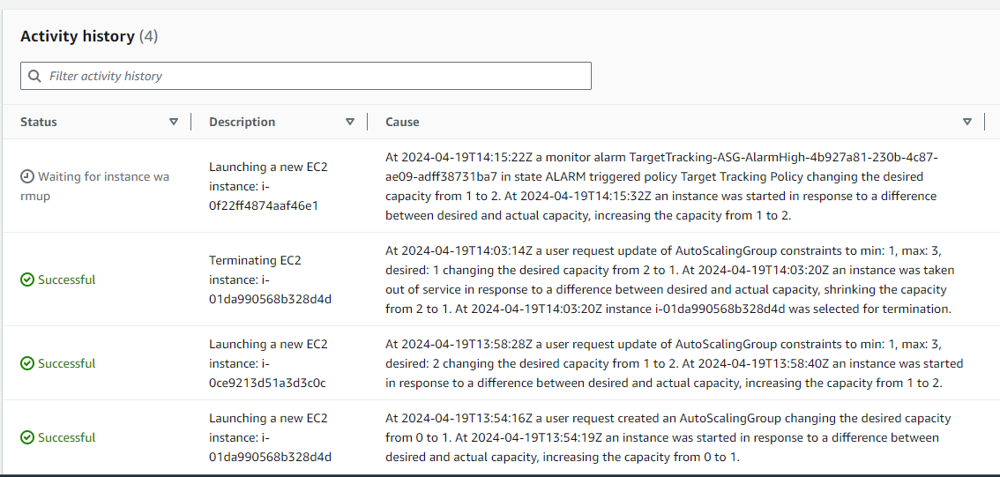 Activity history (4)
Filter activity history
Status Description Cause
Waiting for instance wa
rmup
Launching a new EC2
instance: i-
0f22ff4874aaf46e1
At 2024-04-19T14:15:22Z a monitor alarm TargetTracking-ASG-AlarmHigh-4b927a81-230b-4c87-
ae09-adff38731ba7 in state ALARM triggered policy Target Tracking Policy changing the desired
capacity from 1 to 2. At 2024-04-19T14:15:32Z an instance was started in response to a difference
between desired and actual capacity, increasing the capacity from 1 to 2.
Successful
Terminating EC2
instance: i-
01da990568b328d4d
At 2024-04-19T14:03:14Z a user request update of AutoScalingGroup constraints to min: 1, max: 3,
desired: 1 changing the desired capacity from 2 to 1. At 2024-04-19T14:03:20Z an instance was taken
out of service in response to a difference between desired and actual capacity, shrinking the capacity
from 2 to 1. At 2024-04-19T14:03:20Z instance i-01da990568b328d4d was selected for termination.
Successful
Launching a new EC2
instance: i-
0ce9213d51a3d3c0c
At 2024-04-19T13:58:28Z a user request update of AutoScalingGroup constraints to min: 1, max: 3,
desired: 2 changing the desired capacity from 1 to 2. At 2024-04-19T13:58:40Z an instance was started
in response to a difference between desired and actual capacity, increasing the capacity from 1 to 2.
Successful
Launching a new EC2
instance: i-
01da990568b328d4d
At 2024-04-19T13:54:16Z a user request created an AutoScalingGroup changing the desired capacity
from 0 to 1. At 2024-04-19T13:54:19Z an instance was started in response to a difference between
desired and actual capacity, increasing the capacity from 0 to 1.